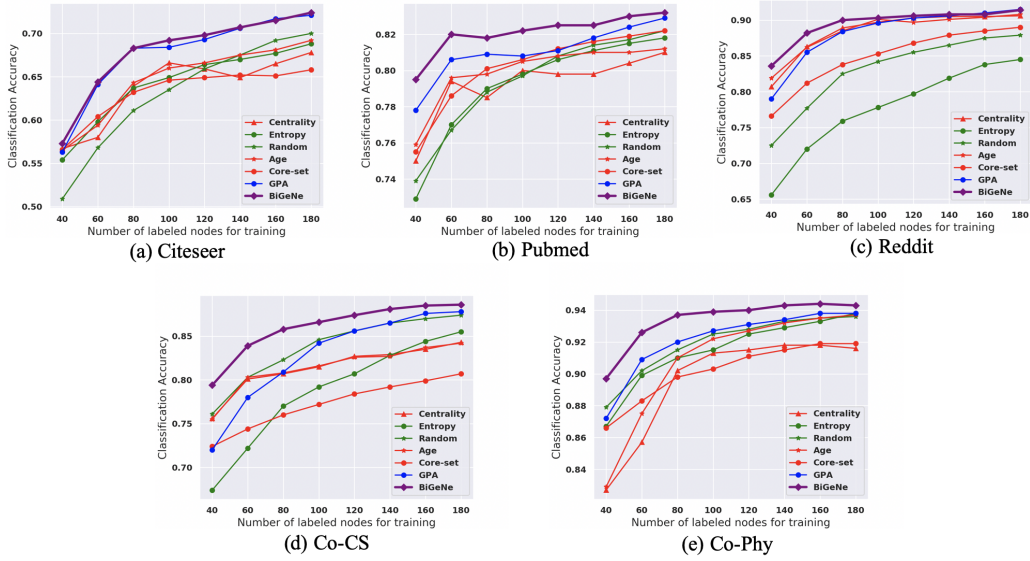 Classification Accuracy
0.70
0.65
0.60
0.55
0.50
Centrality
Entropy
Random
Age
Core-set
GPA
BiGeNe
40 60 80 100 120 140 160 180
Number of labeled nodes for training
(a) Citeseer
Classification Accuracy
0.82
0.80
0.78
0.76
0.74
Centrality
Entropy
Random
Age
Core-set
GPA
BiGeNe
40 60 80 100 120 140 160 180
Number of labeled nodes for training
(b) Pubmed
Classification Accuracy
0.90
0.85
0.80
0.75
0.70
0.65
Centrality
Entropy
Random
Age
Core-set
GPA
BiGeNe
40 60 80 100 120 140 160 180
Number of labeled nodes for training
(c) Reddit
Classification Accuracy
0.85
0.80
0.75
0.70
Centrality
Entropy
Random
Age
Core-set
GPA
BiGeNe
40 60 80 100 120 140 160 180
Number of labeled nodes for training
(d) Co-CS
Classification Accuracy
0.94
0.92
0.90
0.88
0.86
0.84
Centrality
Entropy
Random
Age
Core-set
GPA
BiGeNe
40 60 80 100 120 140 160 180
Number of labeled nodes for training
(e) Co-Phy